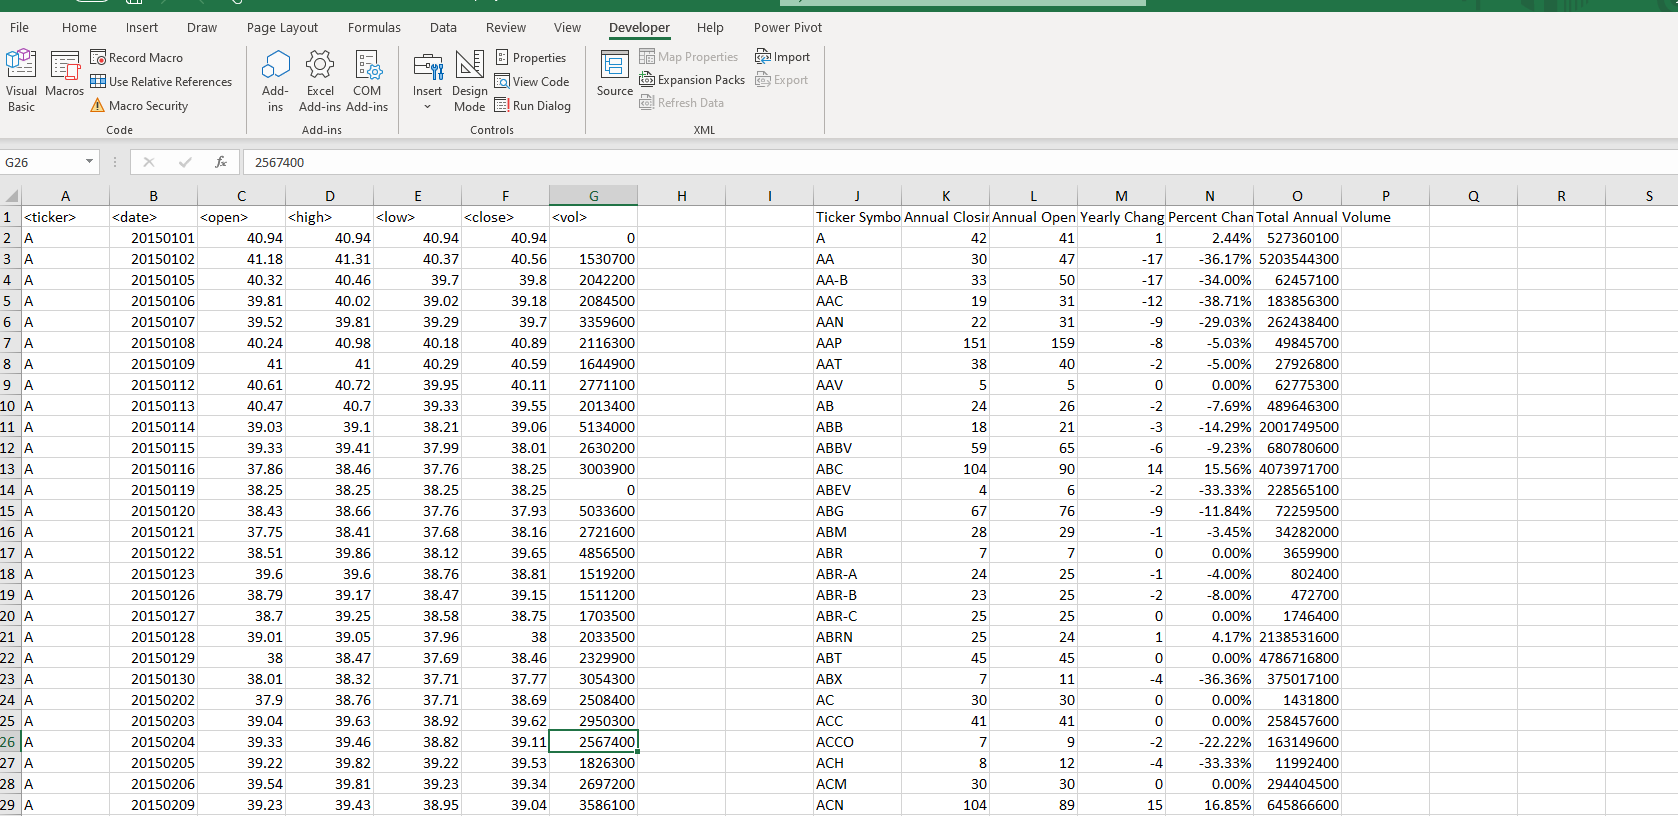 File Home Insert Draw Page Layout Formulas Data Review View Developer Help Power Pivot
Visual Basic
Macros
Record Macro
Use Relative References
Macro Security
Code
Add-ins
Excel Add-ins
COM Add-ins
Add-ins
Insert
Design Mode
Properties
View Code
Run Dialog
Controls
Source
Map Properties
Expansion Packs
Refresh Data
Import
Export
XML
G26 fx 2567400
A B C D E F G H I J K L M N O P Q R S
1 <ticker> <date> <open> <high> <low> <close> <vol> Ticker Symbo Annual Closir Annual Open Yearly Chang Percent Chan Total Annual Volume
2 A 20150101 40.94 40.94 40.94 40.94 0 A 42 41 1 2.44% 527360100
3 A 20150102 41.18 41.31 40.37 40.56 1530700 AA 30 47 -17 -36.17% 5203544300
4 A 20150105 40.32 40.46 39.7 39.8 2042200 AA-B 33 50 -17 -34.00% 62457100
5 A 20150106 39.81 40.02 39.02 39.18 2084500 AAC 19 31 -12 -38.71% 183856300
6 A 20150107 39.52 39.81 39.29 39.7 3359600 AAN 22 31 -9 -29.03% 262438400
7 A 20150108 40.24 40.98 40.18 40.89 2116300 AAP 151 159 -8 -5.03% 49845700
8 A 20150109 41 41 40.29 40.59 1644900 AAT 38 40 -2 -5.00% 27926800
9 A 20150112 40.61 40.72 39.95 40.11 2771100 AAV 5 5 0 0.00% 62775300
10 A 20150113 40.47 40.7 39.33 39.55 2013400 AB 24 26 -2 -7.69% 489646300
11 A 20150114 39.03 39.1 38.21 39.06 5134000 ABB 18 21 -3 -14.29% 2001749500
12 A 20150115 39.33 39.41 37.99 38.01 2630200 ABBV 59 65 -6 -9.23% 680780600
13 A 20150116 37.86 38.46 37.76 38.25 3003900 ABC 104 90 14 15.56% 4073971700
14 A 20150119 38.25 38.25 38.25 38.25 0 ABEV 4 6 -2 -33.33% 228565100
15 A 20150120 38.43 38.66 37.76 37.93 5033600 ABG 67 76 -9 -11.84% 72259500
16 A 20150121 37.75 38.41 37.68 38.16 2721600 ABM 28 29 -1 -3.45% 34282000
17 A 20150122 38.51 39.86 38.12 39.65 4856500 ABR 7 7 0 0.00% 3659900
18 A 20150123 39.6 39.6 38.76 38.81 1519200 ABR-A 24 25 -1 -4.00% 802400
19 A 20150126 38.79 39.17 38.47 39.15 1511200 ABR-B 23 25 -2 -8.00% 472700
20 A 20150127 38.7 39.25 38.58 38.75 1703500 ABR-C 25 25 0 0.00% 1746400
21 A 20150128 39.01 39.05 37.96 38 2033500 ABRN 25 24 1 4.17% 2138531600
22 A 20150129 38 38.47 37.69 38.46 2329900 ABT 45 45 0 0.00% 4786716800
23 A 20150130 38.01 38.32 37.71 37.77 3054300 ABX 7 11 -4 -36.36% 375017100
24 A 20150202 37.9 38.76 37.71 38.69 2508400 AC 30 30 0 0.00% 1431800
25 A 20150203 39.04 39.63 38.92 39.62 2950300 ACC 41 41 0 0.00% 258457600
26 A 20150204 39.33 39.46 38.82 39.11 2567400 ACCO 7 9 -2 -22.22% 163149600
27 A 20150205 39.22 39.82 39.22 39.53 1826300 ACH 8 12 -4 -33.33% 11992400
28 A 20150206 39.54 39.81 39.23 39.34 2697200 ACM 30 30 0 0.00% 294404500
29 A 20150209 39.23 39.43 38.95 39.04 3586100 ACN 104 89 15 16.85% 645866600